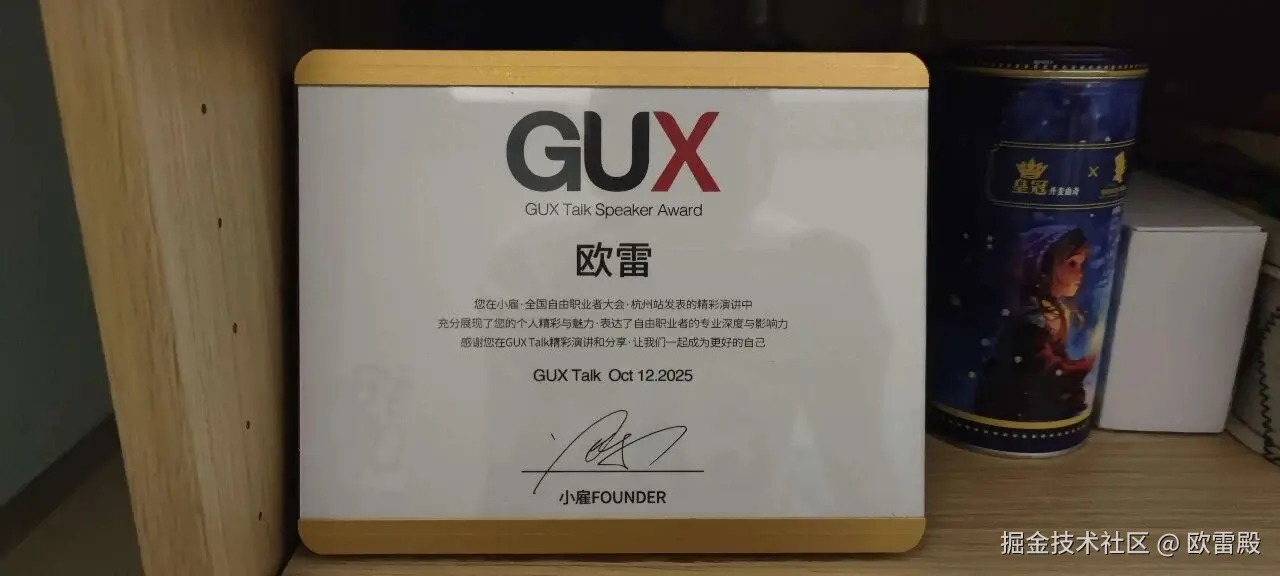 GUX
GUX Talk Speaker Award
欧雷
您在小雇·全国自由职业者大会·杭州站发表的精彩演讲中
充分展现了您的个人精彩与魅力·表达了自由职业者的专业深度与影响力
感谢您在GUX Talk精彩演讲和分享·让我们一起成为更好的自己
GUX Talk Oct 12.2025
小雇FOUNDER
皇冠 丹麦曲奇 X
掘金技术社区 @ 欧雷殿